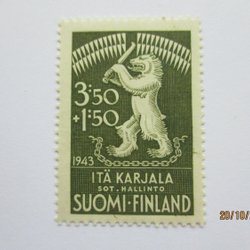 3:50
+1:50
1943
ITÄ KARJALA
SOT. HALLINTO
SUOMI-FINLAND